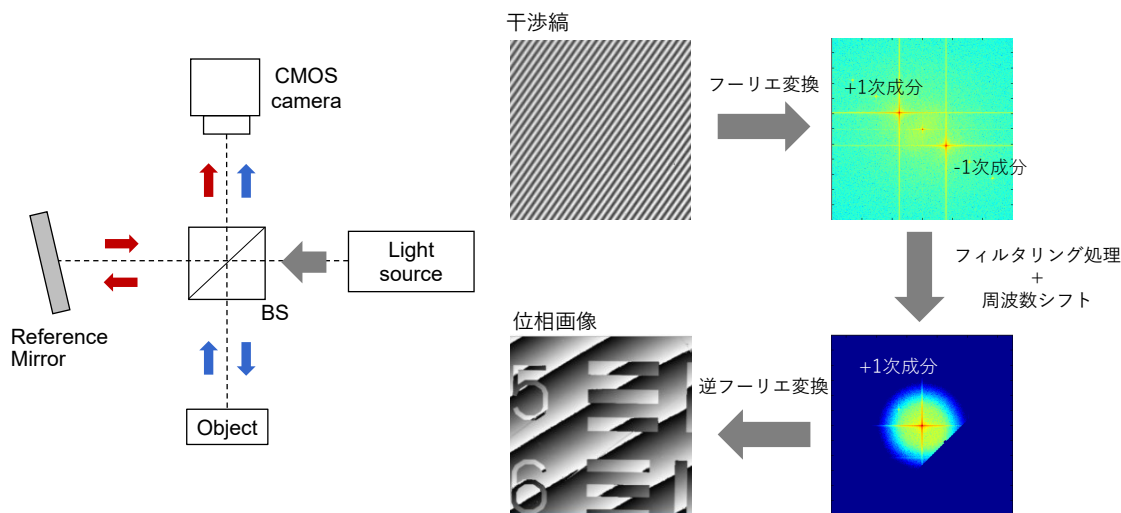 CMOS
camera
Light
source
BS
Reference
Mirror
Object
干渉縞
フーリエ変換
+1次成分
-1次成分
フィルタリング処理
+
周波数シフト
+1次成分
逆フーリエ変換
位相画像
5
6